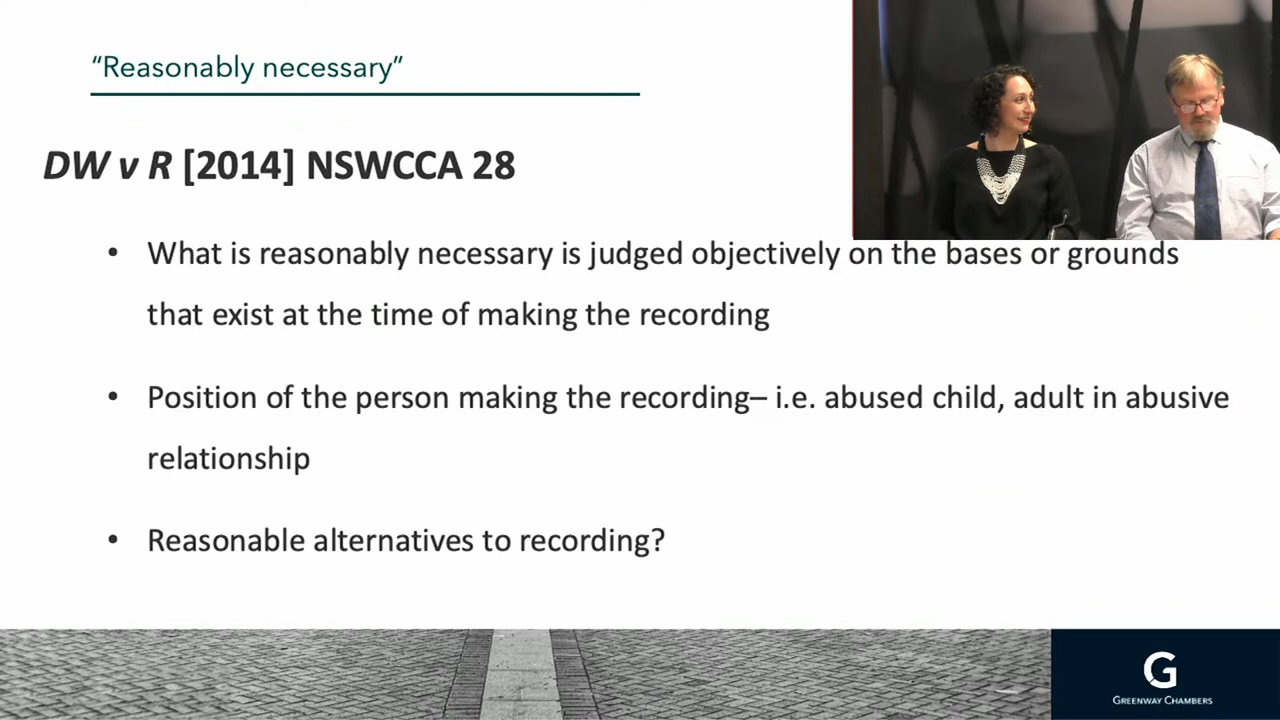 “Reasonably necessary”
DW v R [2014] NSWCCA 28
• What is reasonably necessary is judged objectively on the bases or grounds
that exist at the time of making the recording
• Position of the person making the recording– i.e. abused child, adult in abusive
relationship
• Reasonable alternatives to recording?
G
GREENWAY CHAMBERS